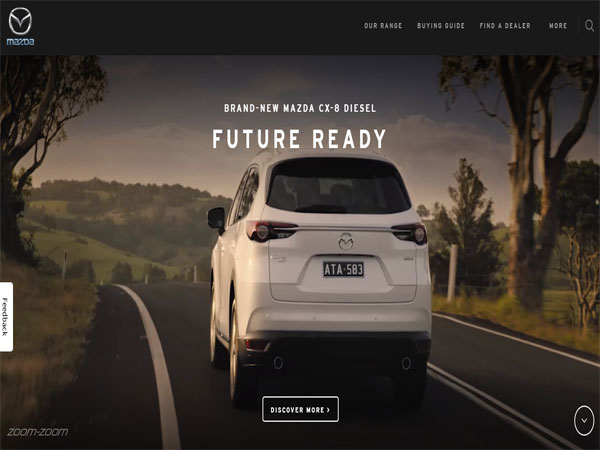 mazda
OUR RANGE BUYING GUIDE FIND A DEALER MORE
BRAND-NEW MAZDA CX-8 DIESEL
FUTURE READY
ATA·583
Feedback
DISCOVER MORE >
zoom-zoom